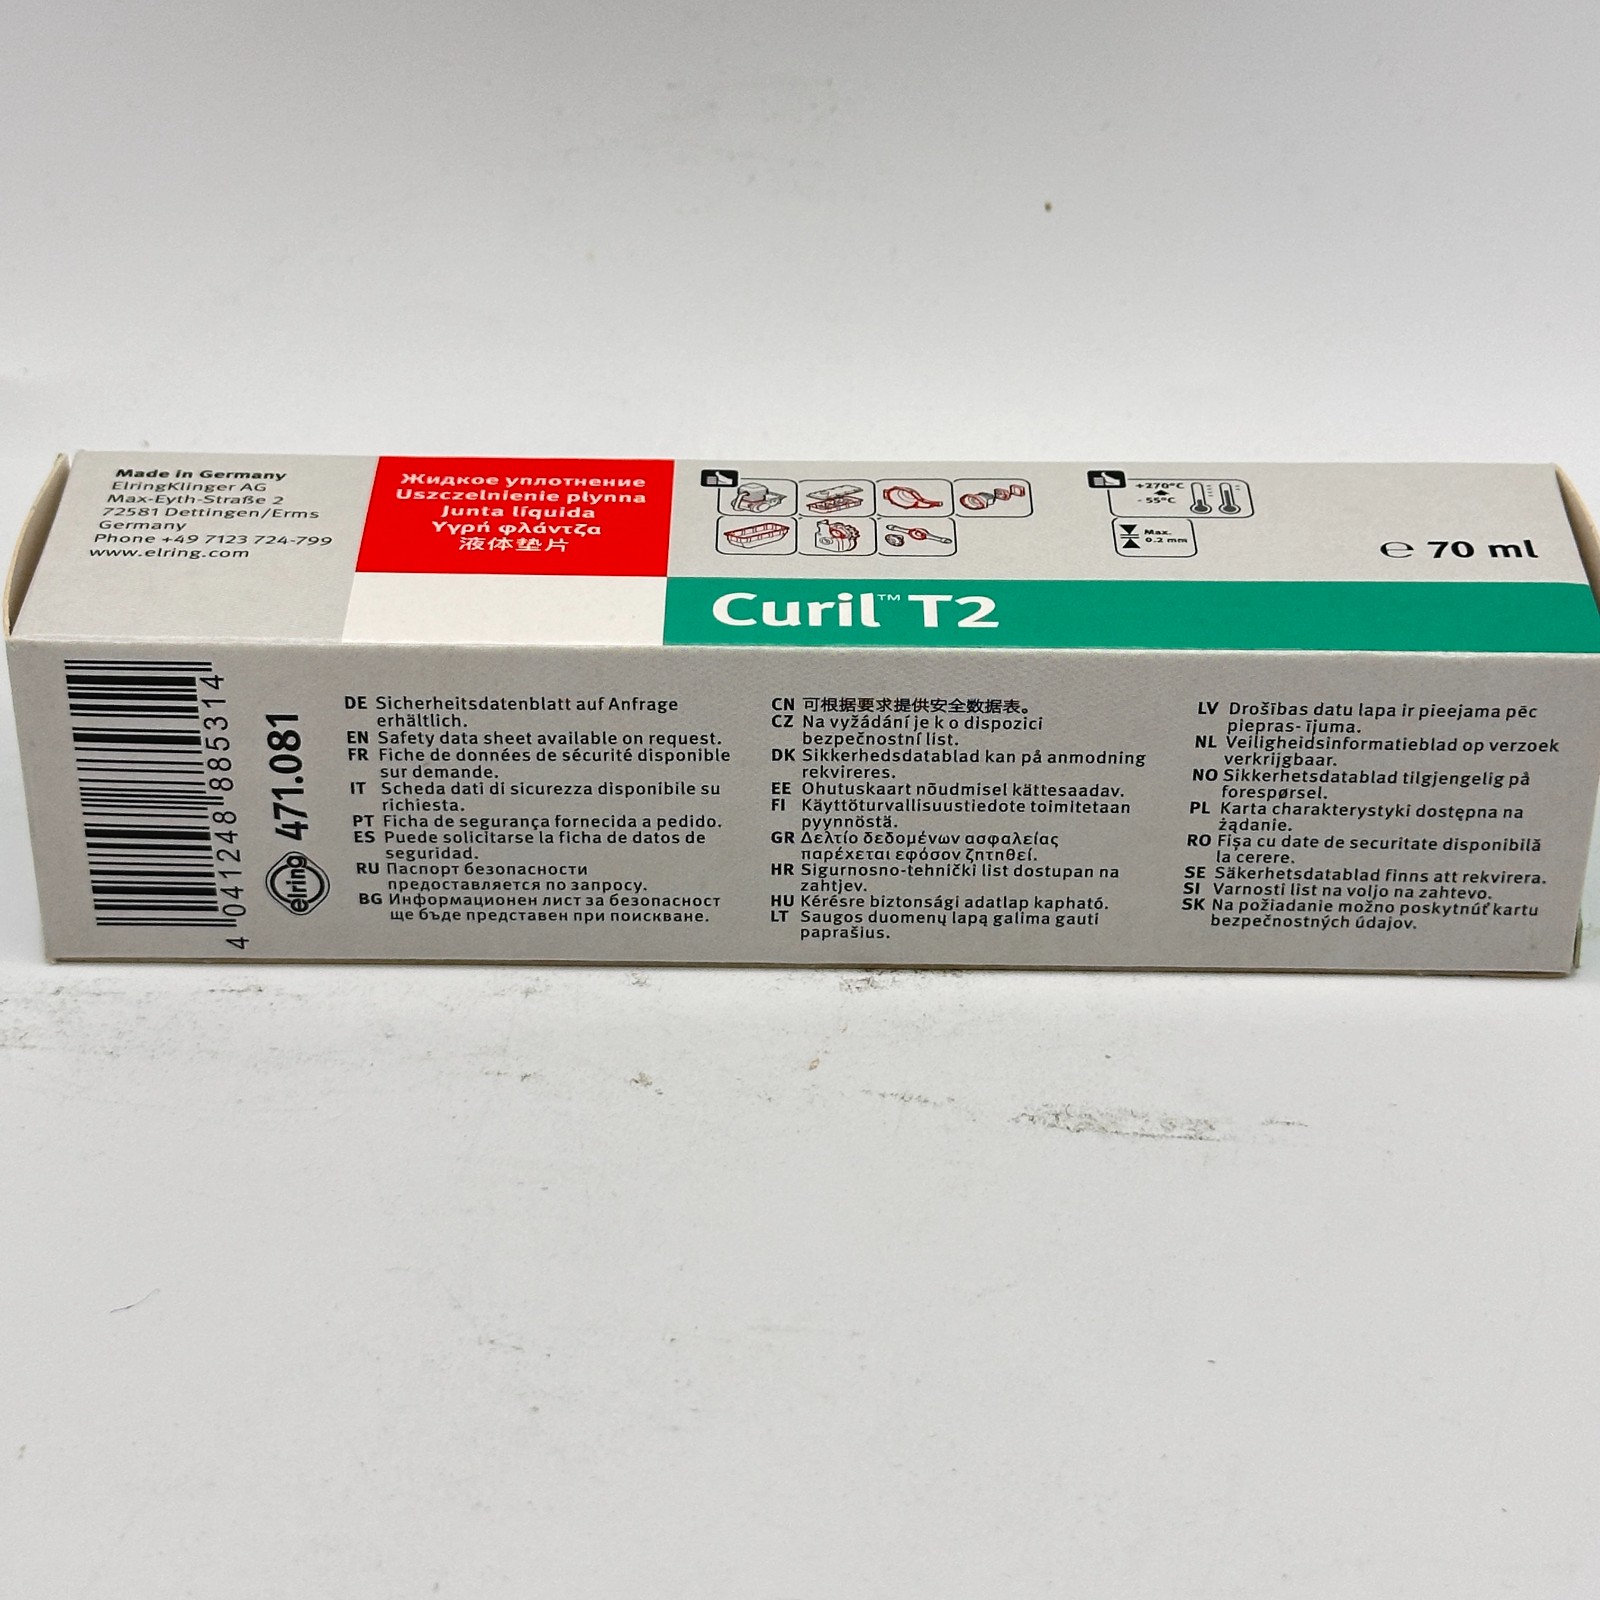 Made in Germany
ElringKlinger AG
Max-Eyth-Straße 2
72581 Dettingen/Erms
Germany
Phone +49 7123 724-799
www.elring.com
Жидкое уплотнение
Uszczelnienie płynna
Junta líquida
Υγρή φλάντζα
液体垫片
+270°C
- 55°C
Max.
0.2 mm
℮ 70 ml
Curil™ T2
4 041248 885314
471.081
elring
DE Sicherheitsdatenblatt auf Anfrage
erhältlich.
EN Safety data sheet available on request.
FR Fiche de données de sécurité disponible
sur demande.
IT Scheda dati di sicurezza disponibile su
richiesta.
PT Ficha de segurança fornecida a pedido.
ES Puede solicitarse la ficha de datos de
seguridad.
RU Паспорт безопасности
предоставляется по запросу.
BG Информационен лист за безопасност
ще бъде представен при поискване.
CN 可根据要求提供安全数据表。
CZ Na vyžádání je k o dispozici
bezpečnostní list.
DK Sikkerhedsdatablad kan på anmodning
rekvireres.
EE Ohutuskaart nõudmisel kättesaadav.
FI Käyttöturvallisuustiedote toimitetaan
pyynnöstä.
GR Δελτίο δεδομένων ασφαλείας
παρέχεται εφόσον ζητηθεί.
HR Sigurnosno-tehnički list dostupan na
zahtjev.
HU Kérésre biztonsági adatlap kapható.
LT Saugos duomenų lapą galima gauti
paprašius.
LV Drošības datu lapa ir pieejama pēc
piepras- ījuma.
NL Veiligheidsinformatieblad op verzoek
verkrijgbaar.
NO Sikkerhetsdatablad tilgjengelig på
forespørsel.
PL Karta charakterystyki dostępna na
żądanie.
RO Fişa cu date de securitate disponibilă
la cerere.
SE Säkerhetsdatablad finns att rekvirera.
SI Varnosti list na voljo na zahtevo.
SK Na požiadanie možno poskytnúť kartu
bezpečnostných údajov.